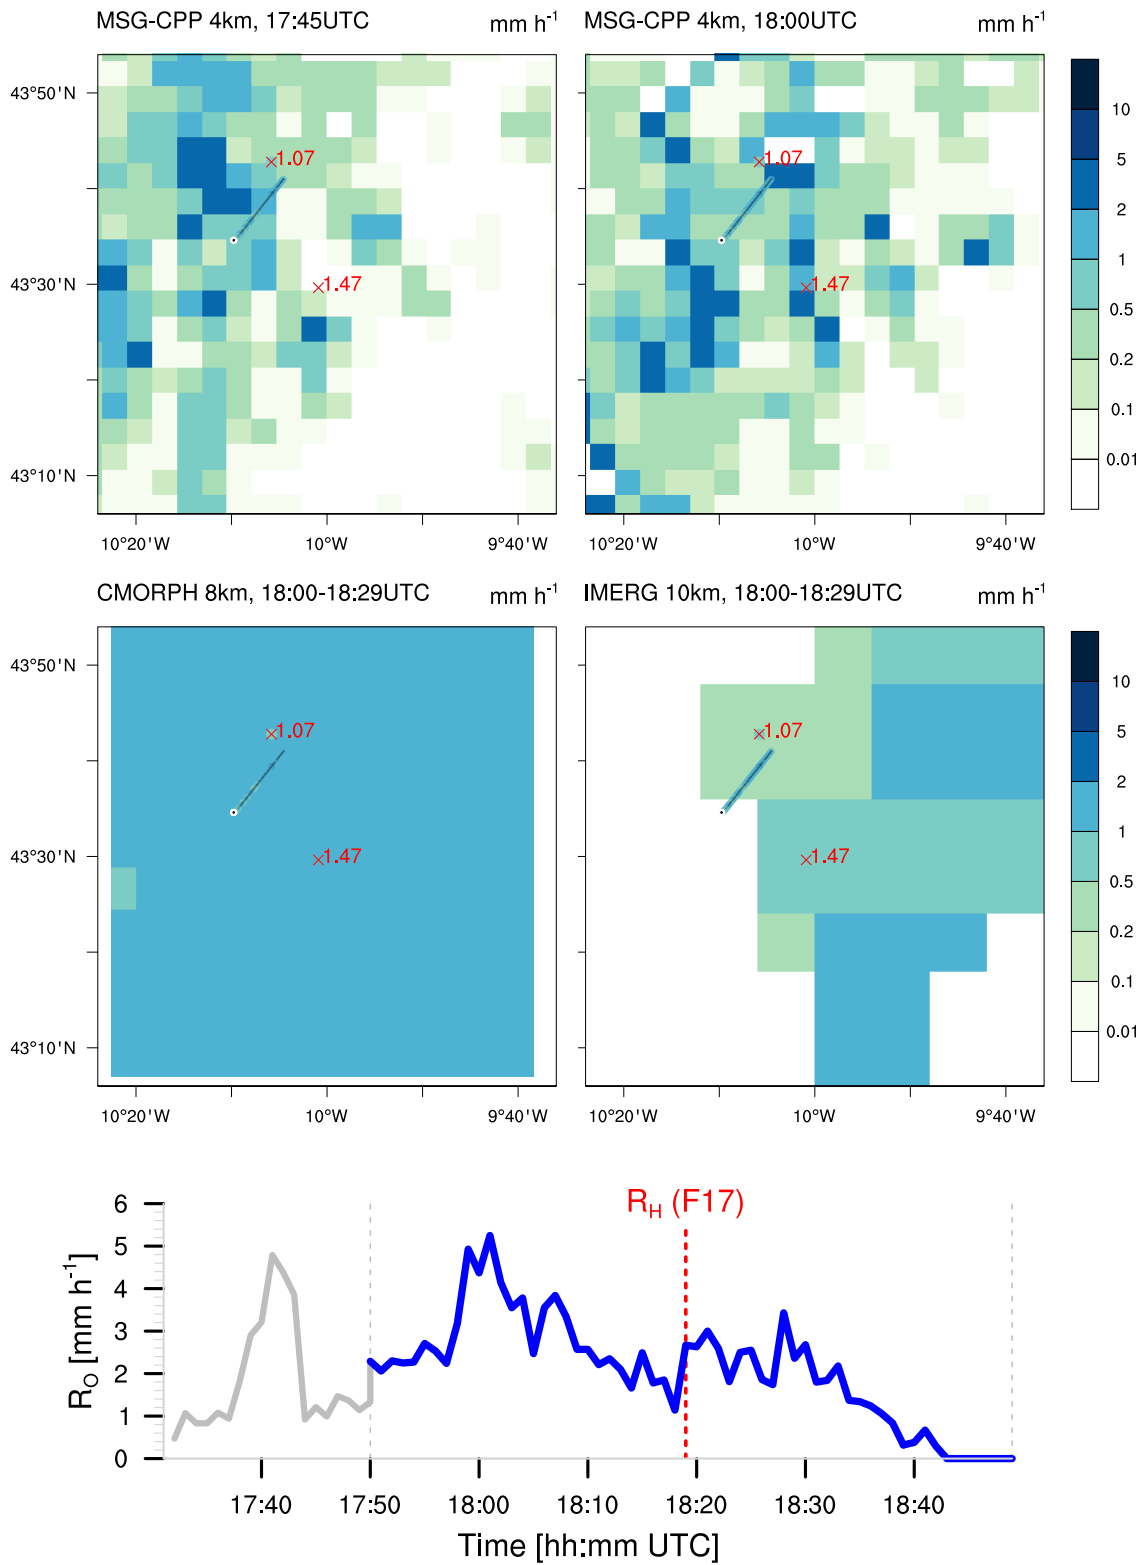 MSG-CPP 4km, 17:45UTC mm h-1
MSG-CPP 4km, 18:00UTC mm h-1
43°50'N
43°30'N
43°10'N
1.07
1.47
1.07
1.47
10
5
2
1
0.5
0.2
0.1
0.01
10°20'W 10°W 9°40'W
10°20'W 10°W 9°40'W
CMORPH 8km, 18:00-18:29UTC mm h-1
IMERG 10km, 18:00-18:29UTC mm h-1
43°50'N
43°30'N
43°10'N
1.07
1.47
1.07
1.47
10
5
2
1
0.5
0.2
0.1
0.01
10°20'W 10°W 9°40'W
10°20'W 10°W 9°40'W
RH (F17)
RO [mm h-1]
6
5
4
3
2
1
0
17:40 17:50 18:00 18:10 18:20 18:30 18:40
Time [hh:mm UTC]